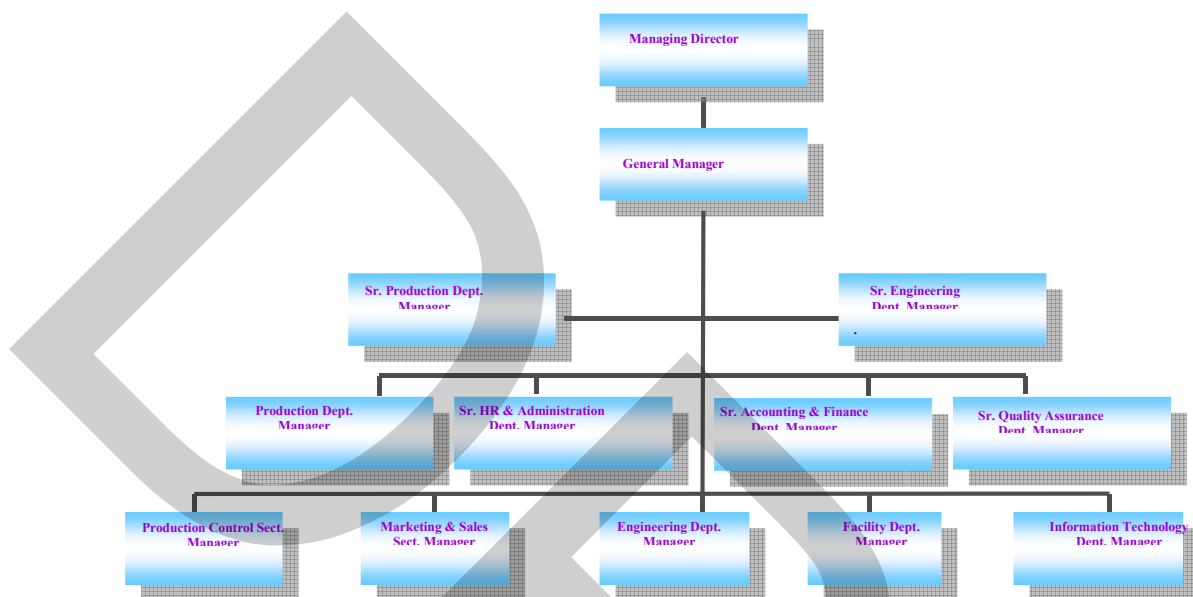 Managing Director
General Manager
Sr. Production Dept.
Manager
Sr. Engineering
Dept. Manager
.
Production Dept.
Manager
Sr. HR & Administration
Dept. Manager
Sr. Accounting & Finance
Dept. Manager
Sr. Quality Assurance
Dept. Manager
Production Control Sect.
Manager
Marketing & Sales
Sect. Manager
Engineering Dept.
Manager
Facility Dept.
Manager
Information Technology
Dept. Manager